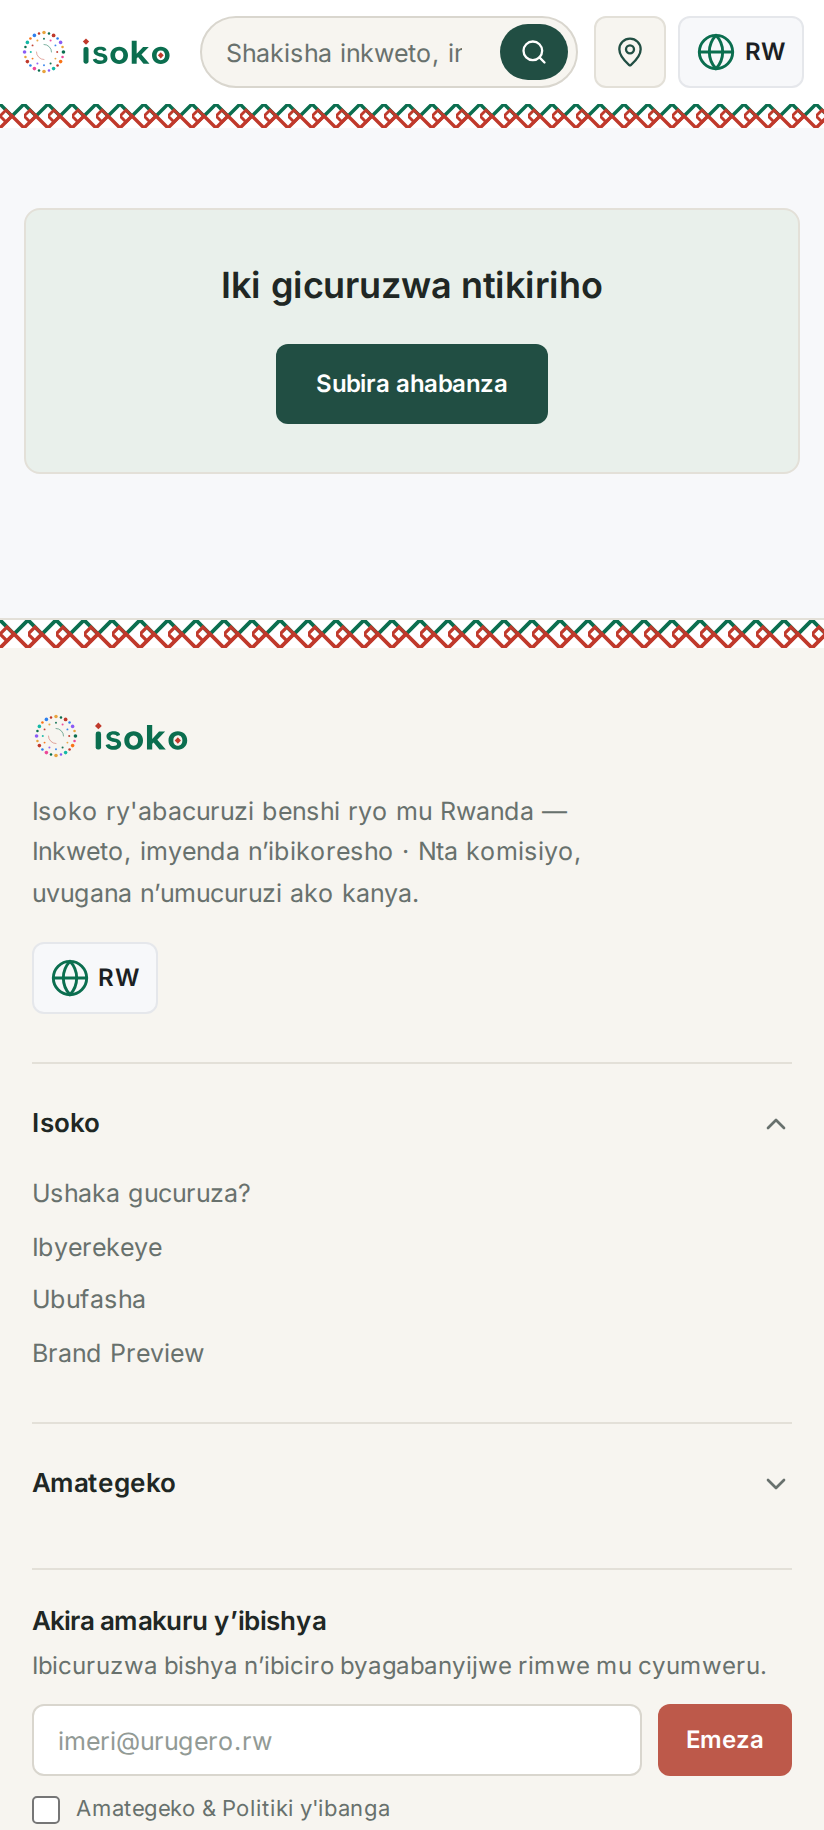 isoko
Shakisha inkweto, ir
RW
Iki gicuruzwa ntikiriho
Subira ahabanza
isoko
Isoko ry'abacuruzi benshi ryo mu Rwanda —
Inkweto, imyenda n’ibikoresho · Nta komisiyo,
uvugana n’umucuruzi ako kanya.
RW
Isoko
Ushaka gucuruza?
Ibyerekeye
Ubufasha
Brand Preview
Amategeko
Akira amakuru y’ibishya
Ibicuruzwa bishya n’ibiciro byagabanyijwe rimwe mu cyumweru.
imeri@urugero.rw
Emeza
Amategeko & Politiki y'ibanga